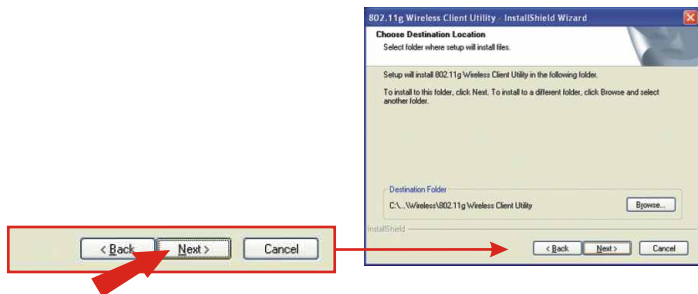 802.11g Wireless Client Utility - InstallShield Wizard
Choose Destination Location
Select folder where setup will install files.
Setup will install 802.11g Wireless Client Utility in the following folder.
To install to this folder, click Next. To install to a different folder, click Browse and select
another folder.
Destination Folder
C:\...\Wireless\802.11g Wireless Client Utility
Browse...
InstallShield
< Back Next > Cancel
< Back Next > Cancel